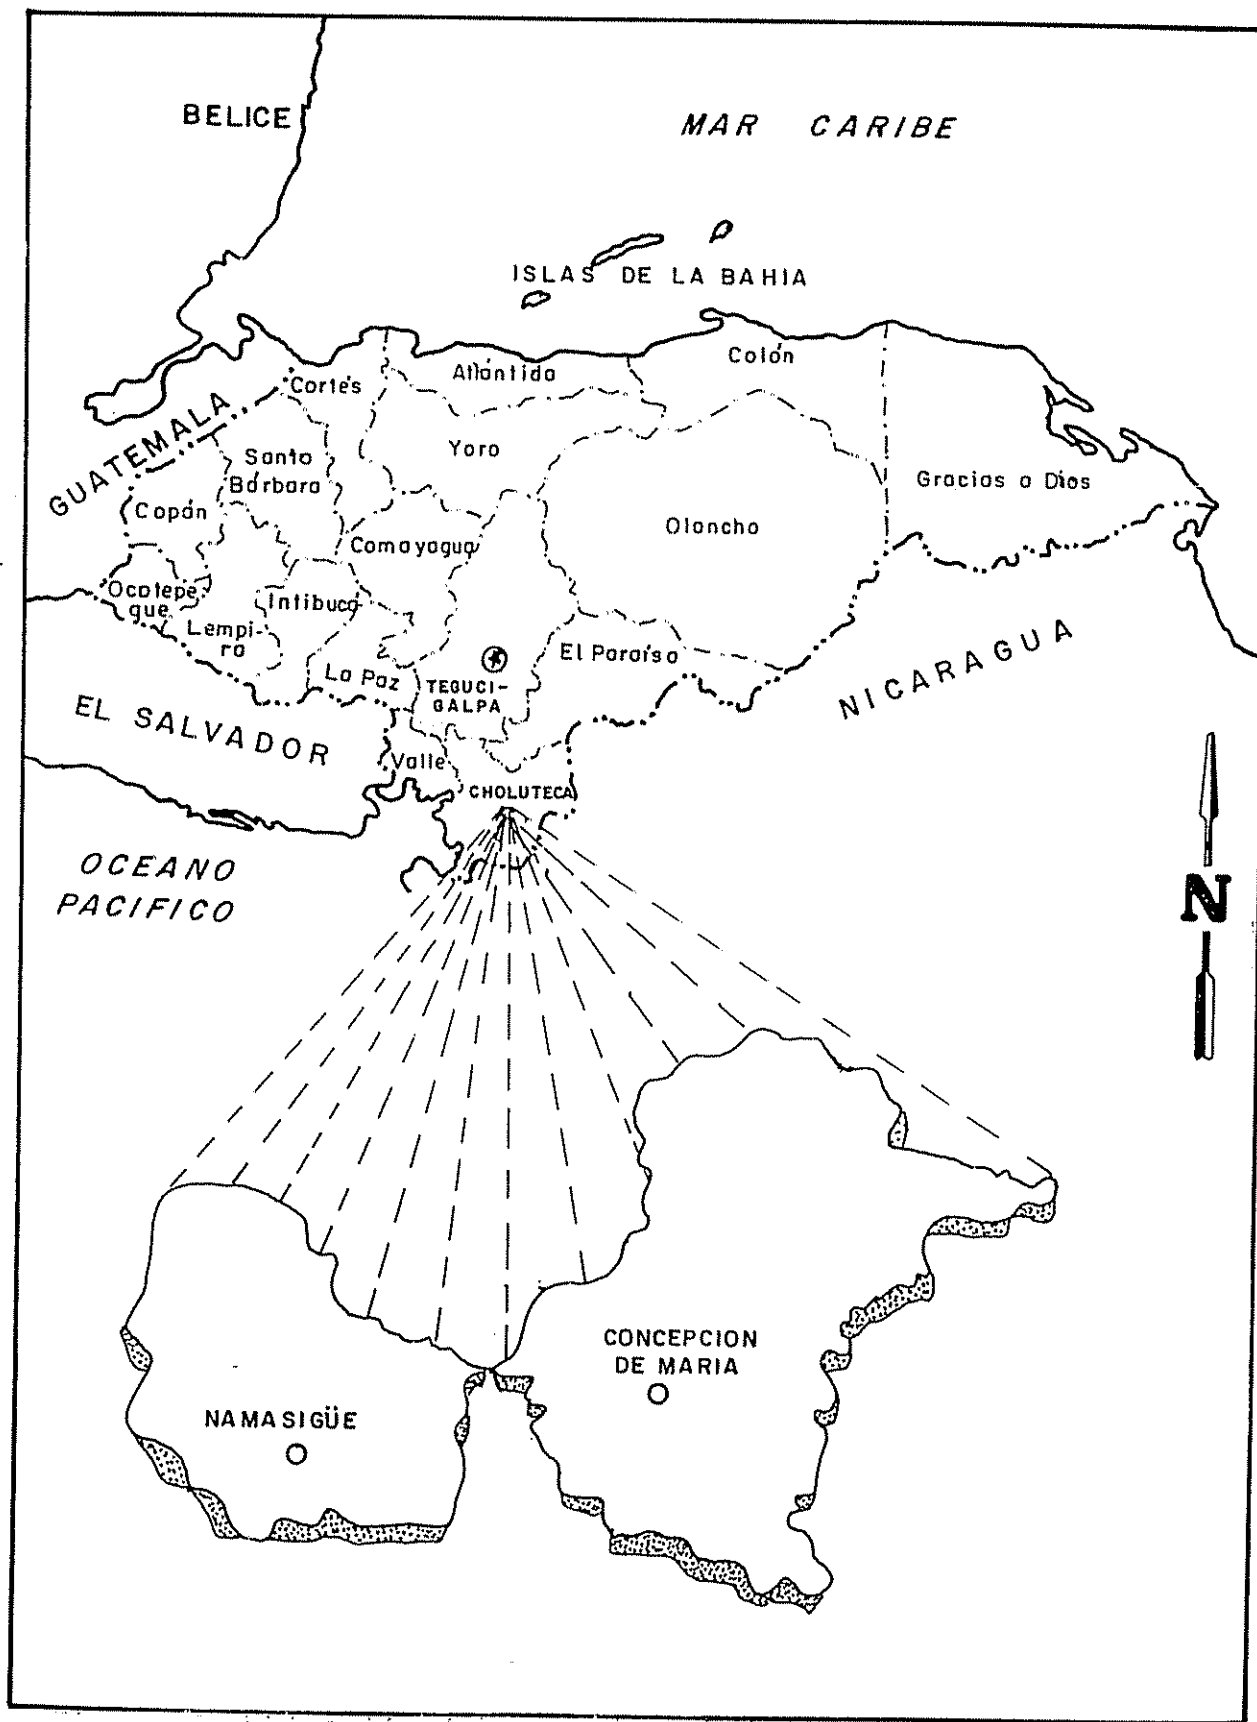 BELICE
MAR CARIBE
ISLAS DE LA BAHIA
Colón
Atlántida
Cortés
GUATEMALA
Yoro
Santa
Bárbara
Gracias a Dios
Copán
Olancho
Comayagua
Ocotepe-
que
Intibuca
Lempi-
ra
El Paraíso
La Paz
TEGUCI-
GALPA
NICARAGUA
EL SALVADOR
Valle
CHOLUTECA
OCEANO
PACIFICO
N
CONCEPCION
DE MARIA
NAMASIGÜE